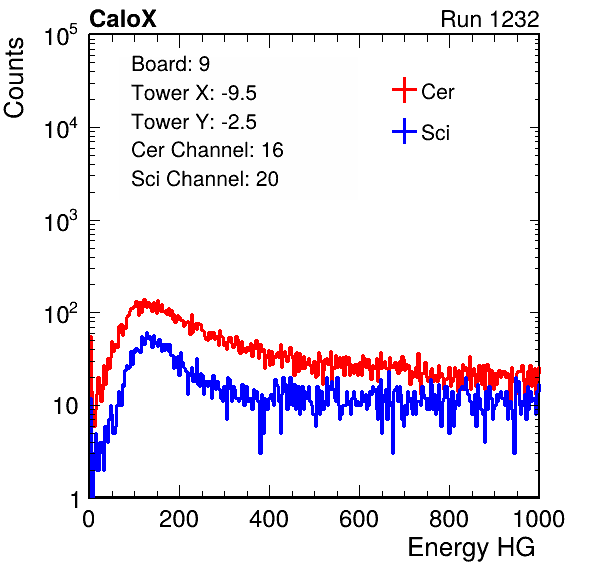 CaloX Run 1232
Counts
10^5
10^4
10^3
10^2
10
1
Board: 9
Tower X: -9.5
Tower Y: -2.5
Cer Channel: 16
Sci Channel: 20
Cer
Sci
0 200 400 600 800 1000
Energy HG